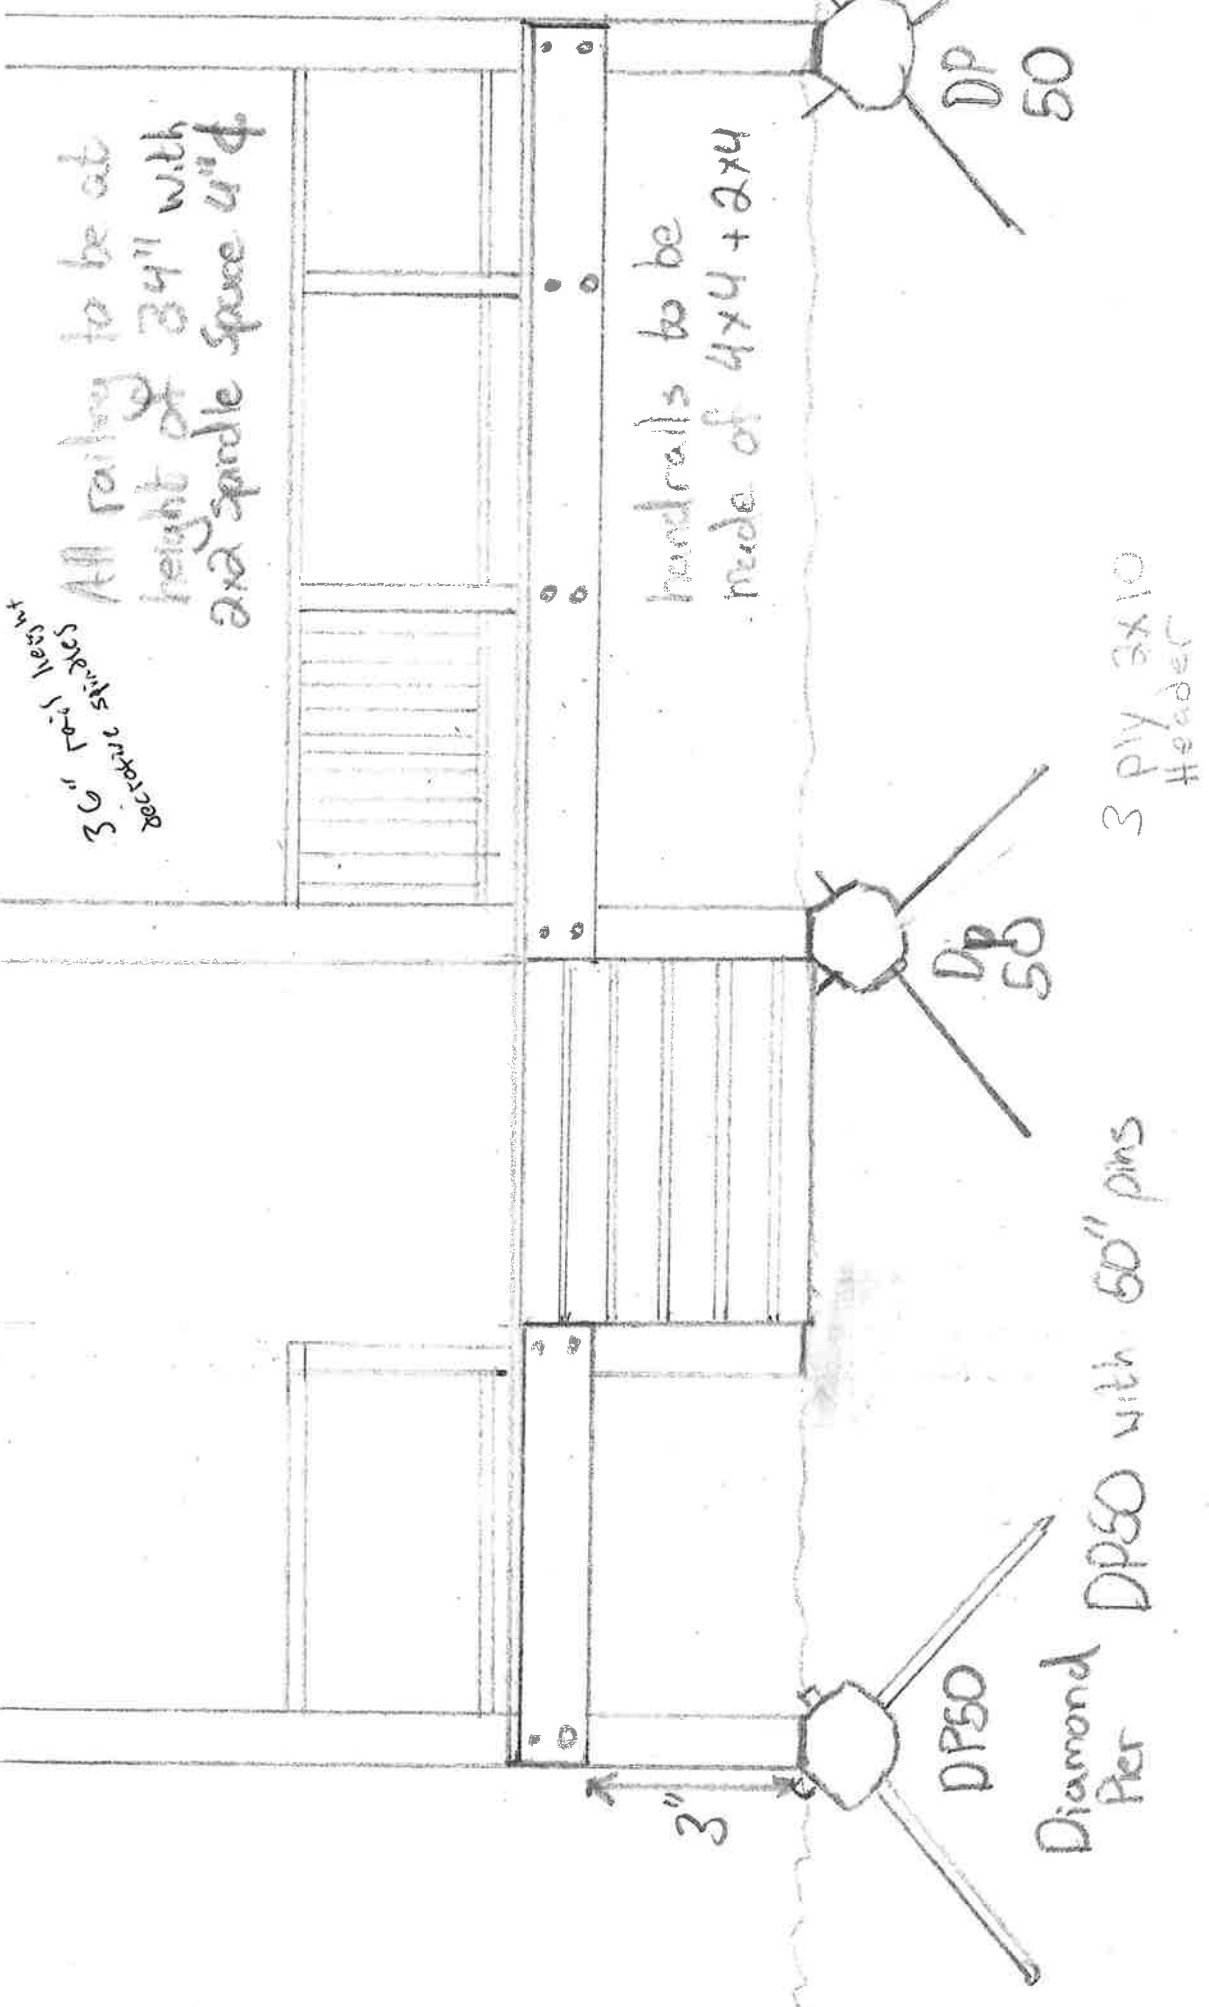 36" rail height
decrotive spindles
All railing to be at
height of 34" with
2x2 spindle space 4"
handrails to be
made of 4x4 + 2x4
3"
DP50
Dp
50
DP
50
Diamond
Pier
DP50 with 50" pins
3 ply 2x10
Header